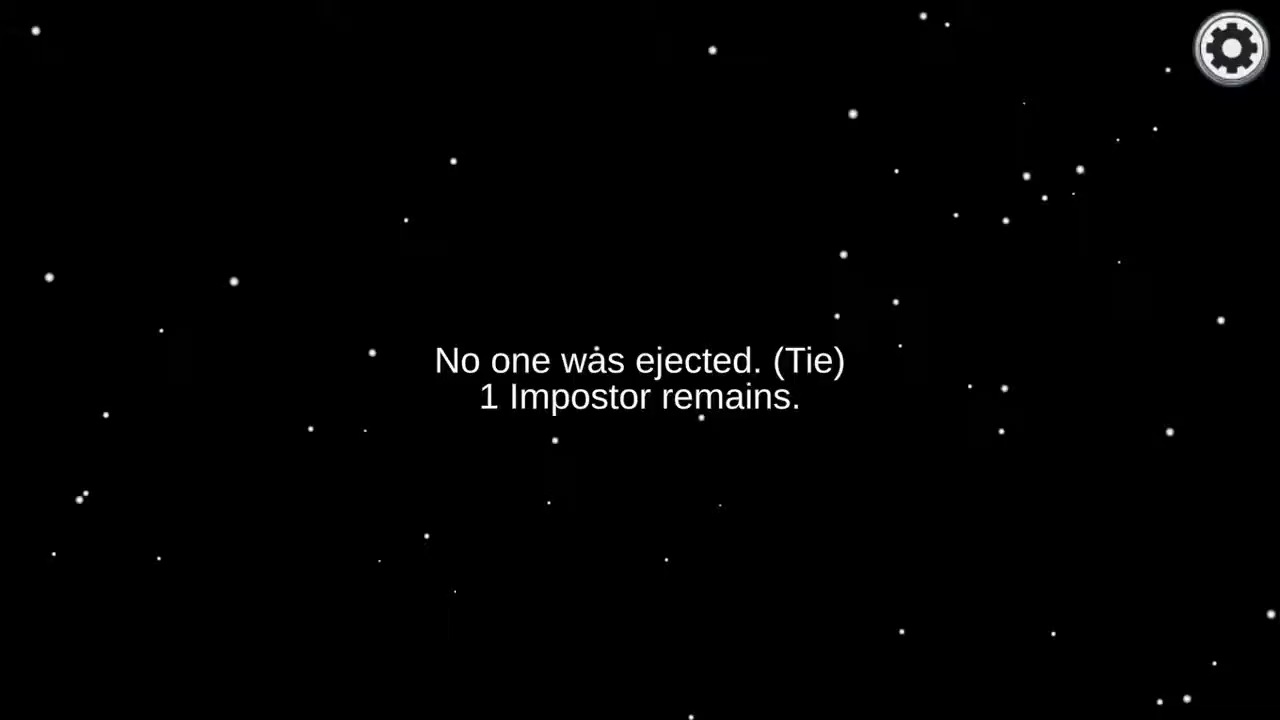 No one was ejected. (Tie)
1 Impostor remains.